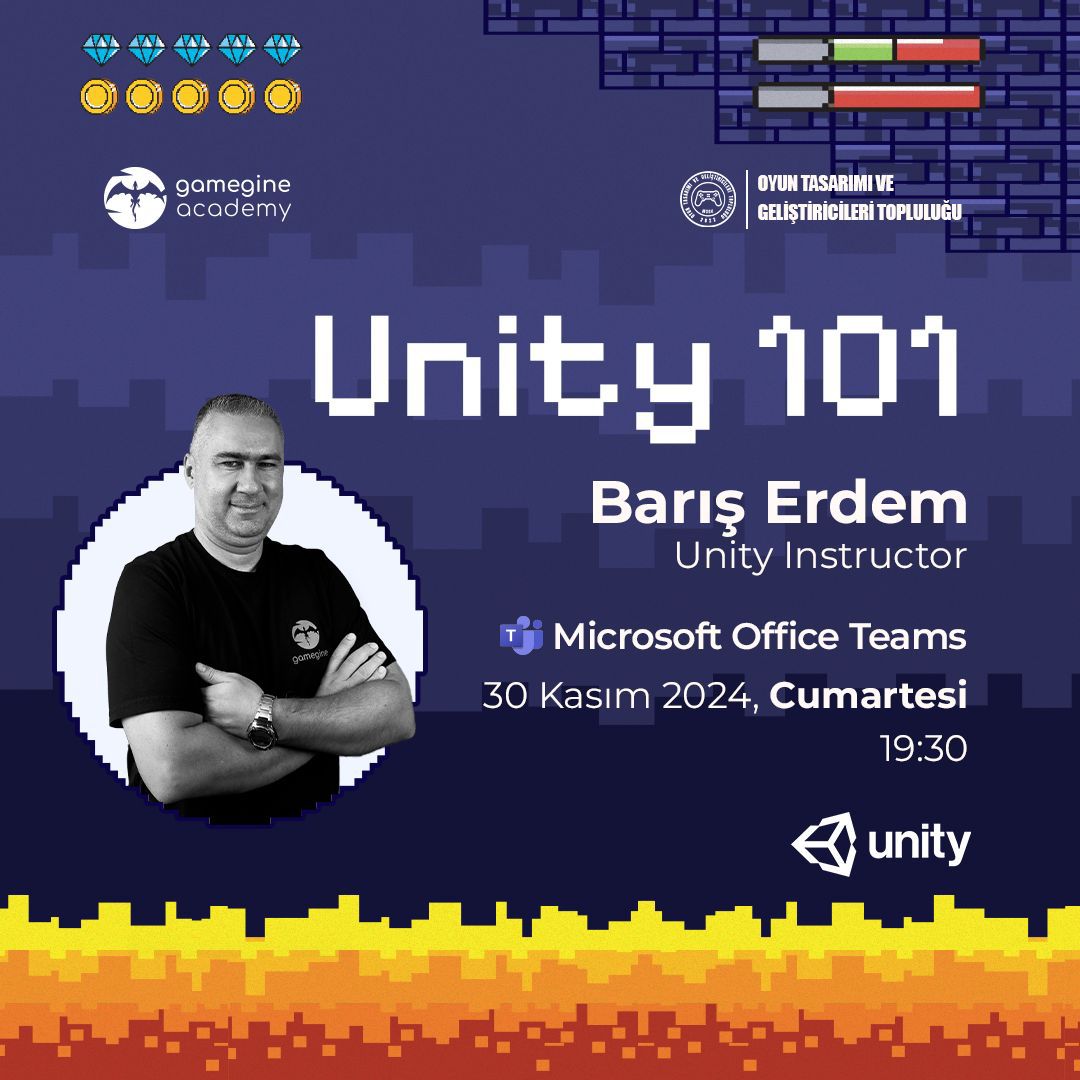 gamegine
academy
OYUN TASARIMI VE
GELİŞTİRİCİLERİ TOPLULUĞU
Unity 101
Barış Erdem
Unity Instructor
gamegine
T
Microsoft Office Teams
30 Kasım 2024, Cumartesi
19:30
unity